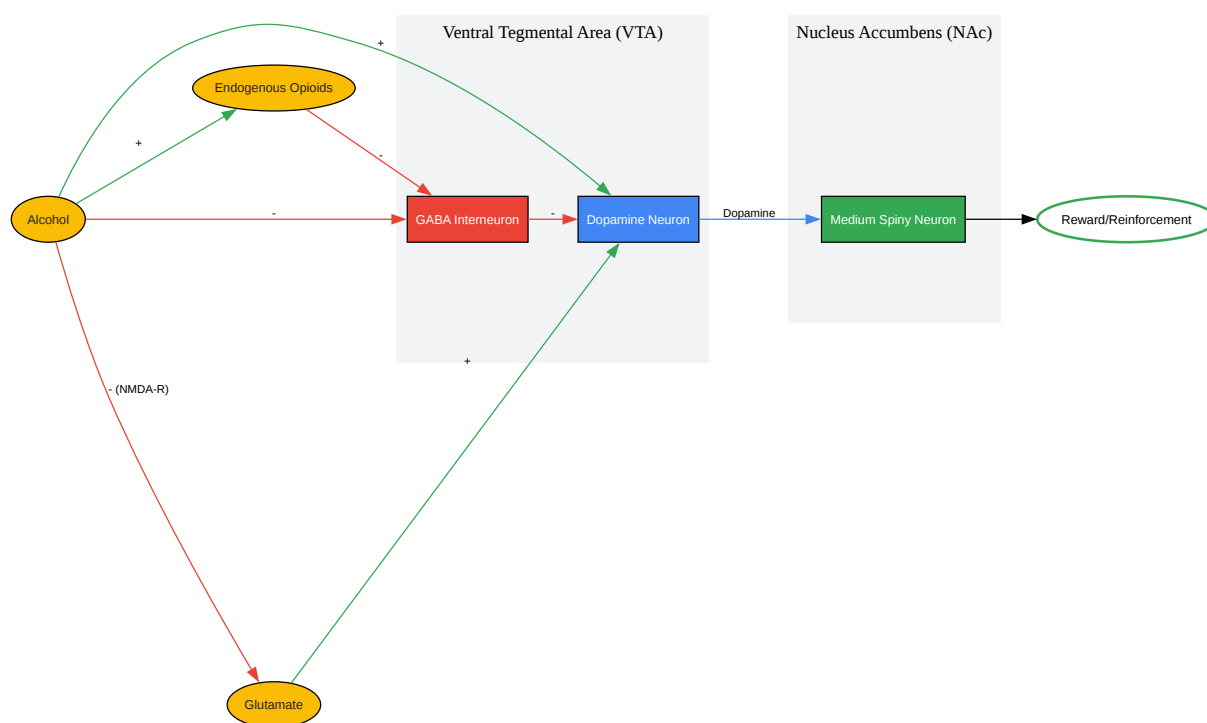 Ventral Tegmental Area (VTA)
Nucleus Accumbens (NAc)
+
Endogenous Opioids
+
-
Alcohol
-
GABA Interneuron
-
Dopamine Neuron
Dopamine
Medium Spiny Neuron
Reward/Reinforcement
+
- (NMDA-R)
Glutamate